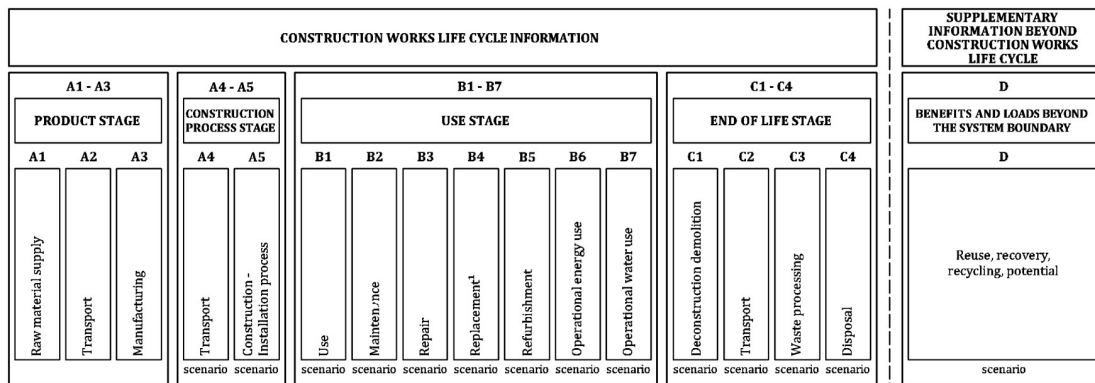 CONSTRUCTION WORKS LIFE CYCLE INFORMATION
SUPPLEMENTARY
INFORMATION BEYOND
CONSTRUCTION WORKS
LIFE CYCLE
A1 - A3
A4 - A5
B1 - B7
C1 - C4
D
PRODUCT STAGE
CONSTRUCTION
PROCESS STAGE
USE STAGE
END OF LIFE STAGE
BENEFITS AND LOADS BEYOND
THE SYSTEM BOUNDARY
A1
A2
A3
A4
A5
B1
B2
B3
B4
B5
B6
B7
C1
C2
C3
C4
D
Raw material supply
Transport
Manufacturing
Transport
Construction -
Installation process
Use
Maintenance
Repair
Replacement¹
Refurbishment
Operational energy use
Operational water use
Deconstruction demolition
Transport
Waste processing
Disposal
Reuse, recovery,
recycling, potential
scenario
scenario
scenario
scenario
scenario
scenario
scenario
scenario
scenario
scenario
scenario
scenario
scenario
scenario